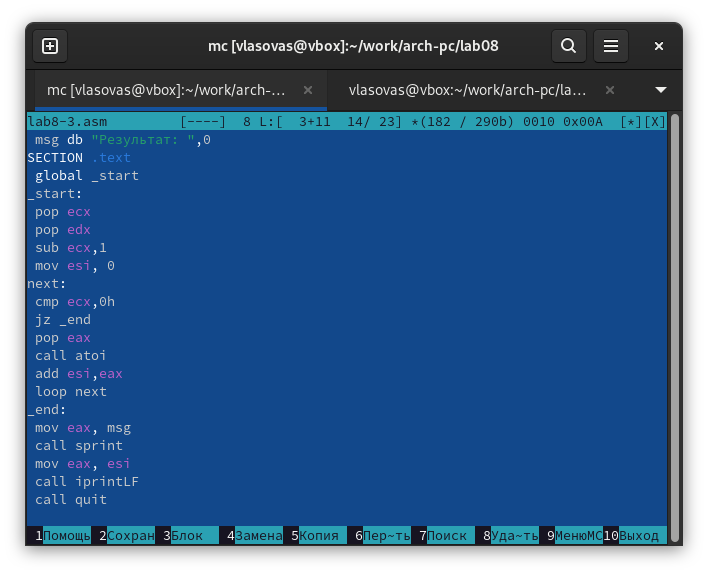 mc [vlasovas@vbox]:~/work/arch-pc/lab08
mc [vlasovas@vbox]:~/work/arch-... vlasovas@vbox:~/work/arch-pc/la...
lab8-3.asm [----] 8 L:[ 3+11 14/ 23] *(182 / 290b) 0010 0x00A [*][X]
msg db "Результат: ",0
SECTION .text
global _start
_start:
pop ecx
pop edx
sub ecx,1
mov esi, 0
next:
cmp ecx,0h
jz _end
pop eax
call atoi
add esi,eax
loop next
_end:
mov eax, msg
call sprint
mov eax, esi
call iprintLF
call quit
1Помощь 2Сохран 3Блок 4Замена 5Копия 6Пер~ть 7Поиск 8Уда~ть 9МенюМС 10Выход